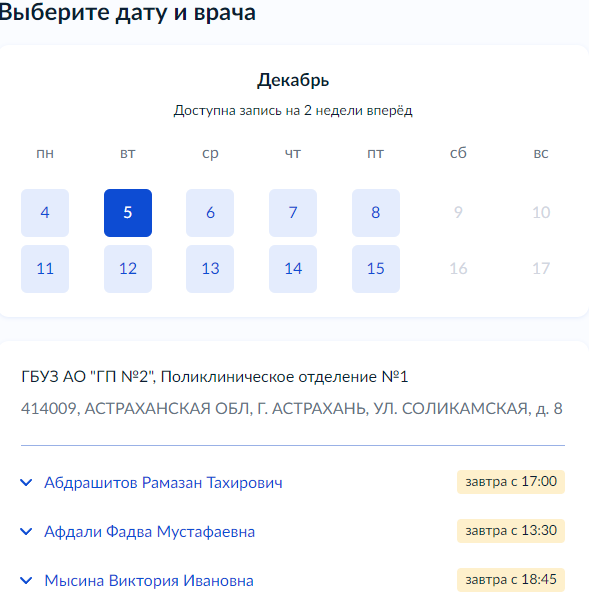 Выберите дату и врача
Декабрь
Доступна запись на 2 недели вперёд
пн вт ср чт пт сб вс
4 5 6 7 8 9 10
11 12 13 14 15 16 17
ГБУЗ АО "ГП №2", Поликлиническое отделение №1
414009, АСТРАХАНСКАЯ ОБЛ, Г. АСТРАХАНЬ, УЛ. СОЛИКАМСКАЯ, д. 8
Абдрашитов Рамазан Тахирович завтра с 17:00
Афдали Фадва Мустафаевна завтра с 13:30
Мысина Виктория Ивановна завтра с 18:45